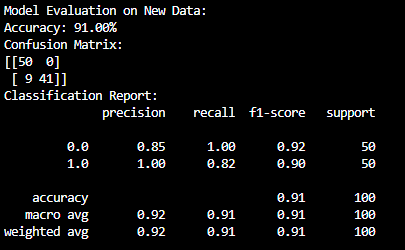 Model Evaluation on New Data:
Accuracy: 91.00%
Confusion Matrix:
[[50  0]
 [ 9 41]]
Classification Report:
              precision    recall  f1-score   support

         0.0       0.85      1.00      0.92        50
         1.0       1.00      0.82      0.90        50

    accuracy                           0.91       100
   macro avg       0.92      0.91      0.91       100
weighted avg       0.92      0.91      0.91       100